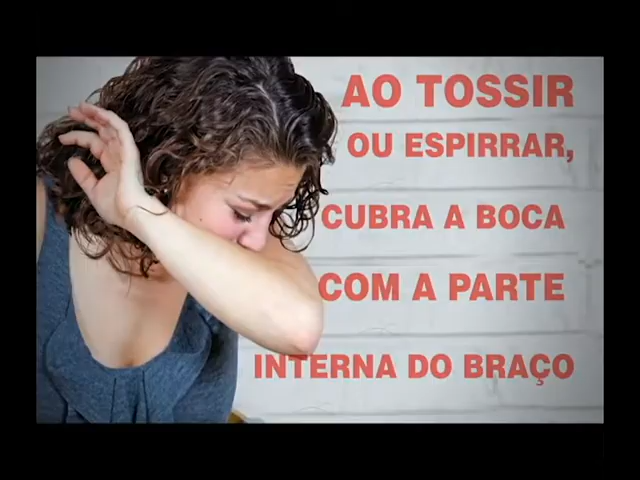 AO TOSSIR
OU ESPIRRAR,
CUBRA A BOCA
COM A PARTE
INTERNA DO BRAÇO